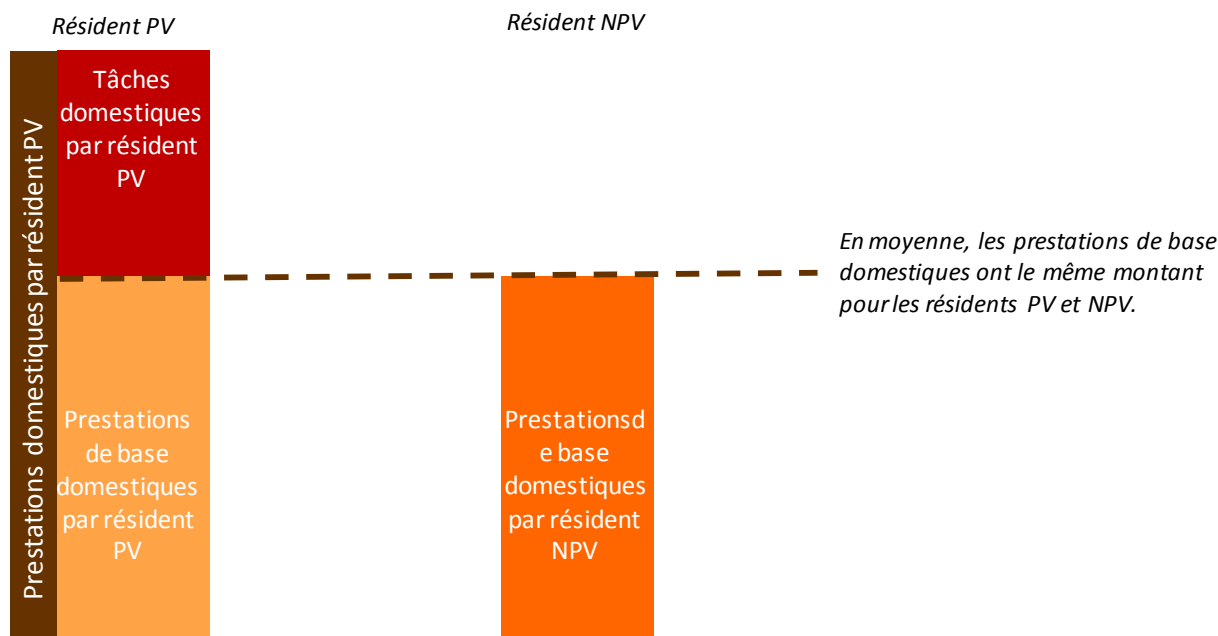 Résident PV
Résident NPV
Prestations domestiques par résident PV
Tâches
domestiques
par résident
PV
En moyenne, les prestations de base
domestiques ont le même montant
pour les résidents PV et NPV.
Prestations
de base
domestiques
par résident
PV
Prestationsd
e base
domestiques
par résident
NPV